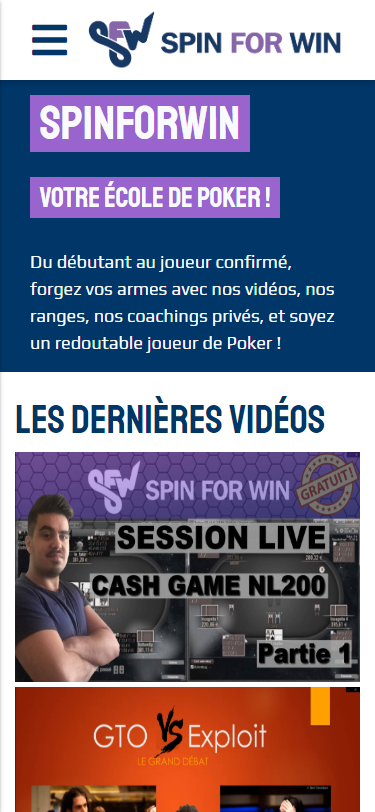 SFW SPIN FOR WIN
SPINFORWIN
VOTRE ÉCOLE DE POKER !
Du débutant au joueur confirmé,
forgez vos armes avec nos vidéos, nos
ranges, nos coachings privés, et soyez
un redoutable joueur de Poker !
LES DERNIÈRES VIDÉOS
SFW SPIN FOR WIN
GRATUIT !
SESSION LIVE
CASH GAME NL200
Partie 1
GTO VS Exploit
LE GRAND DÉBAT